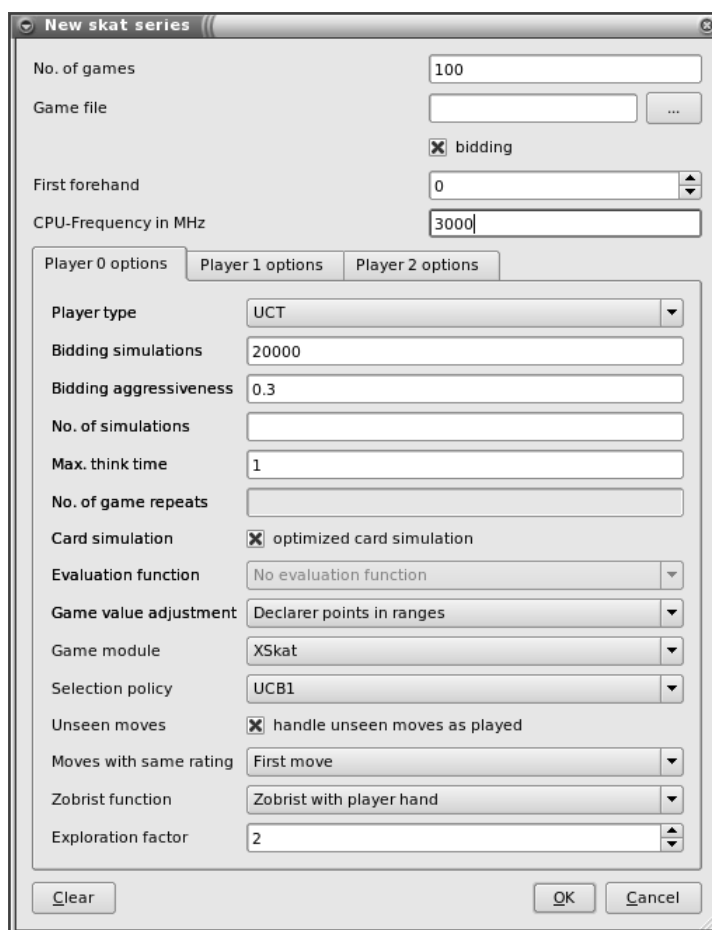 New skat series
No. of games 100
Game file ...
bidding
First forehand 0
CPU-Frequency in MHz 3000
Player 0 options Player 1 options Player 2 options
Player type UCT
Bidding simulations 20000
Bidding aggressiveness 0.3
No. of simulations
Max. think time 1
No. of game repeats
Card simulation optimized card simulation
Evaluation function No evaluation function
Game value adjustment Declarer points in ranges
Game module XSkat
Selection policy UCB1
Unseen moves handle unseen moves as played
Moves with same rating First move
Zobrist function Zobrist with player hand
Exploration factor 2
Clear OK Cancel